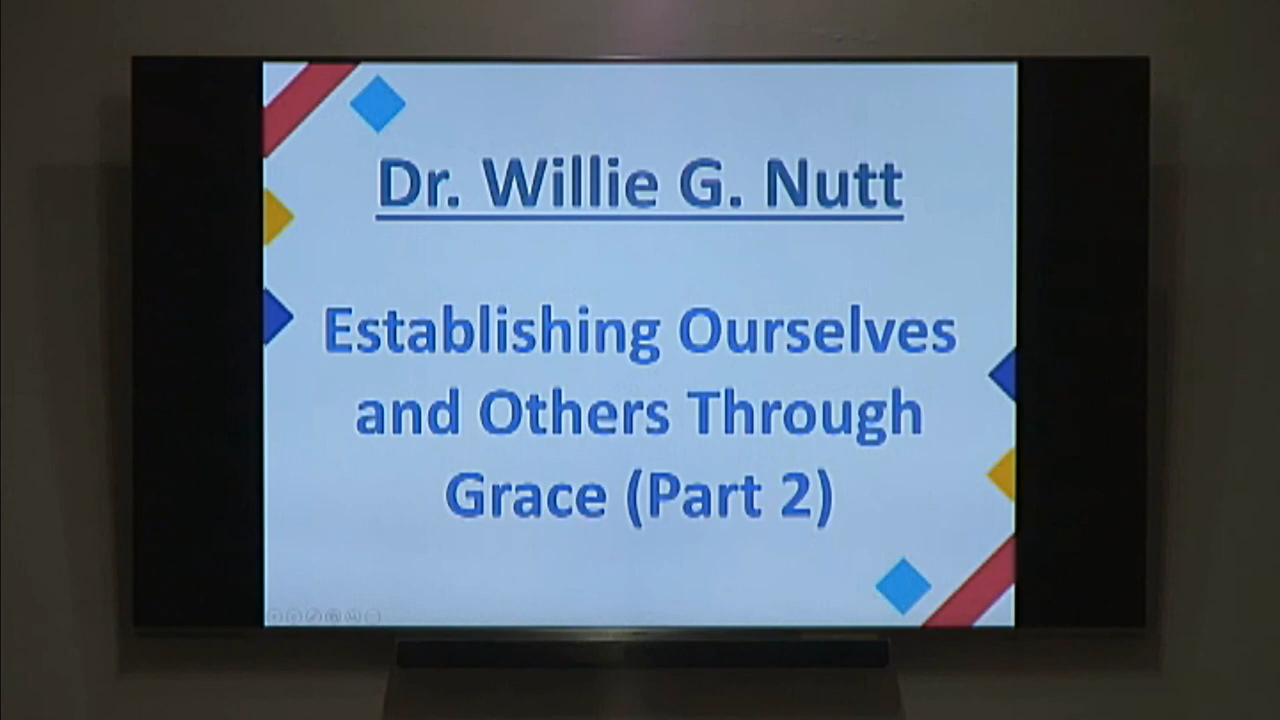 Dr. Willie G. Nutt
Establishing Ourselves
and Others Through
Grace (Part 2)